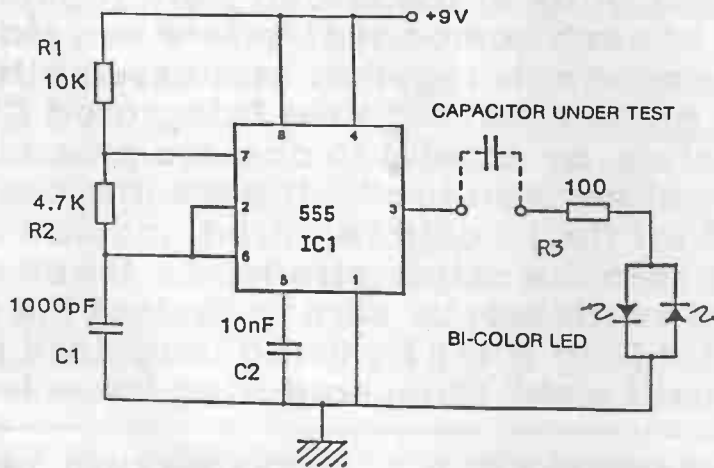 +9V
R1
10K
8
4
CAPACITOR UNDER TEST
7
4.7K
R2
2
555
IC1
3
100
R3
6
5
1
1000pF
C1
10nF
C2
BI-COLOR LED